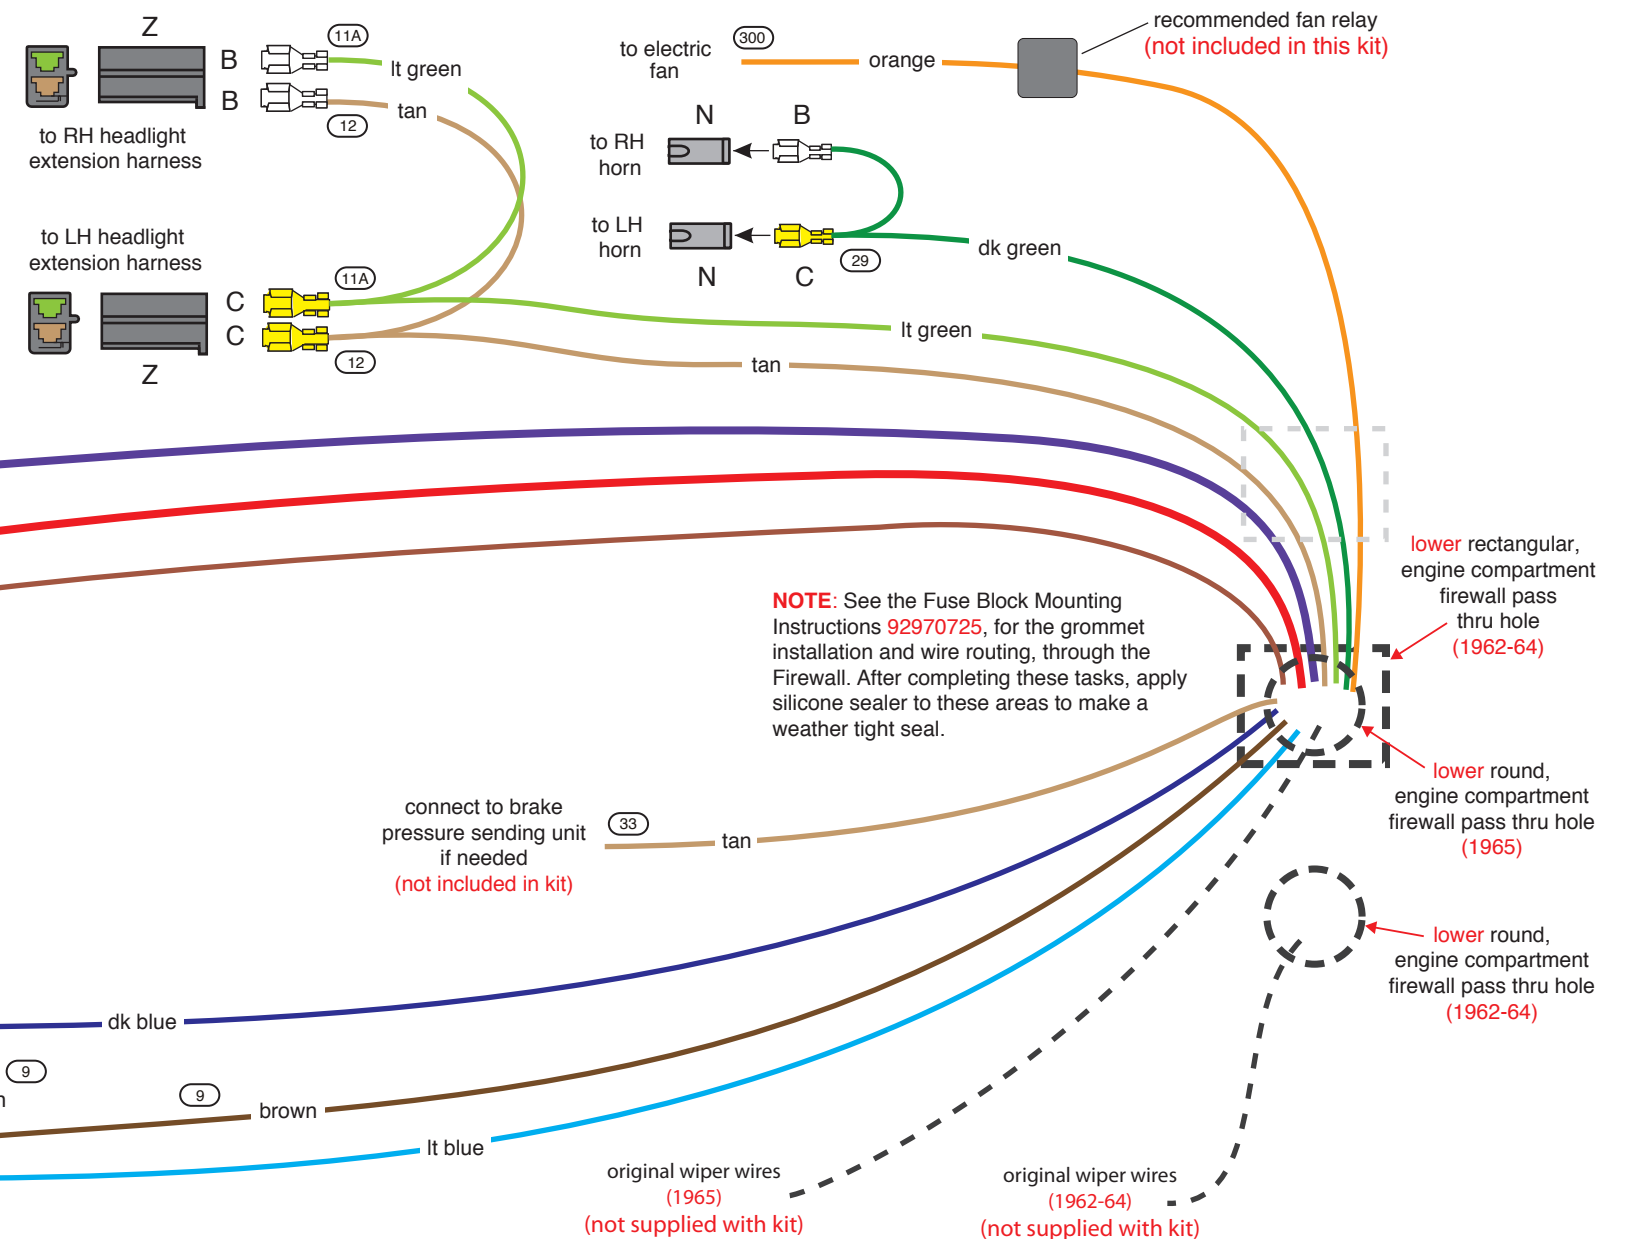 Z
B
11A
lt green
B
tan
12
to RH headlight
extension harness
to LH headlight
extension harness
11A
C
C
12
Z
lt green
tan
to electric
fan
300
orange
recommended fan relay
(not included in this kit)
N
B
to RH
horn
to LH
horn
N
C
29
dk green
NOTE: See the Fuse Block Mounting
Instructions 92970725, for the grommet
installation and wire routing, through the
Firewall. After completing these tasks, apply
silicone sealer to these areas to make a
weather tight seal.
lower rectangular,
engine compartment
firewall pass
thru hole
(1962-64)
lower round,
engine compartment
firewall pass thru hole
(1965)
lower round,
engine compartment
firewall pass thru hole
(1962-64)
connect to brake
pressure sending unit
if needed
(not included in kit)
33
tan
dk blue
9
9
brown
lt blue
original wiper wires
(1965)
(not supplied with kit)
original wiper wires
(1962-64)
(not supplied with kit)